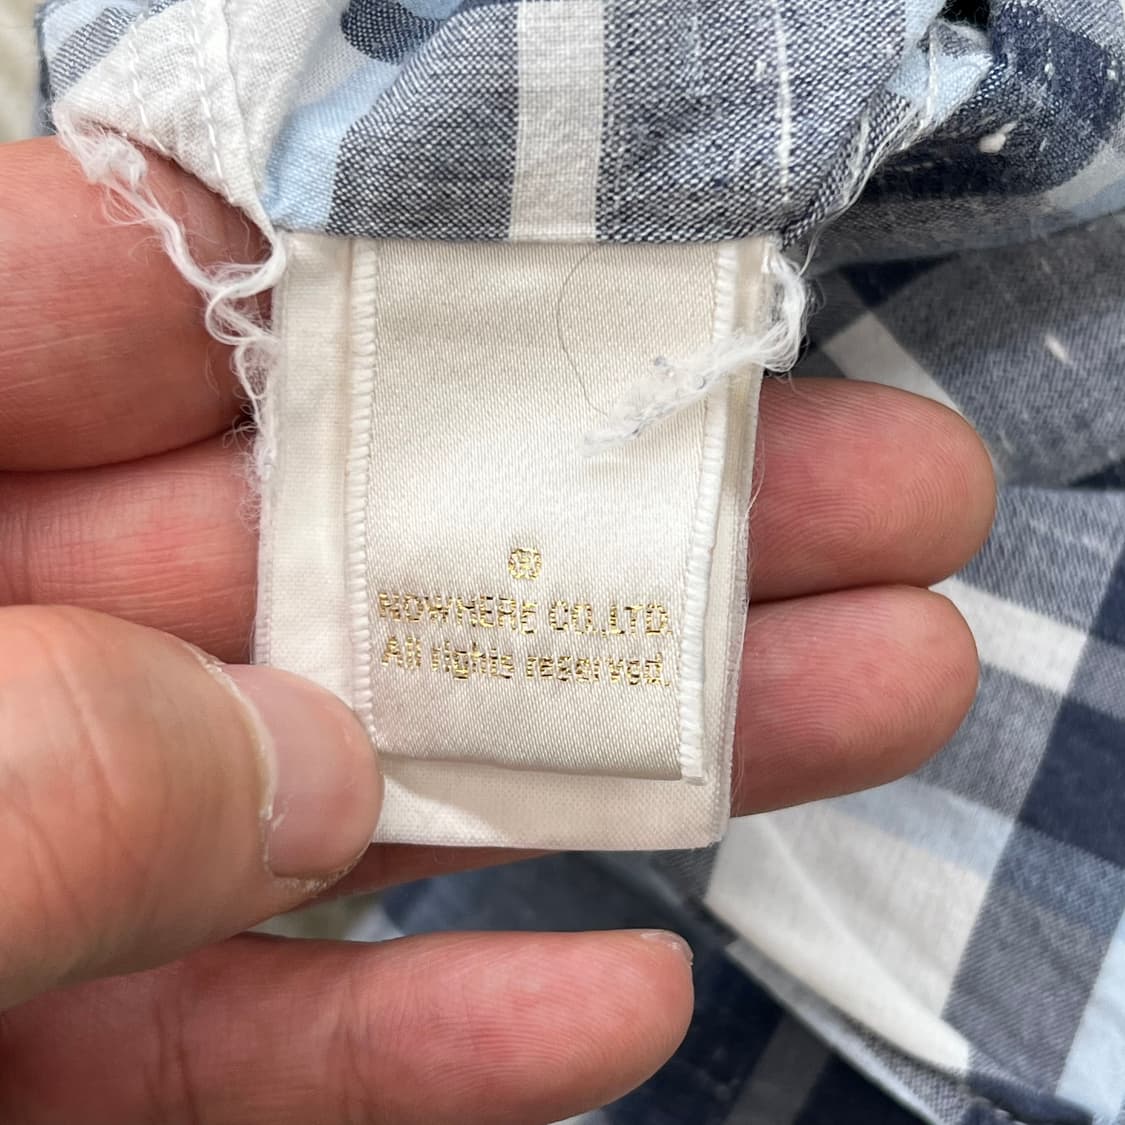 ®
NOWHERE CO.,LTD.
All rights reserved.